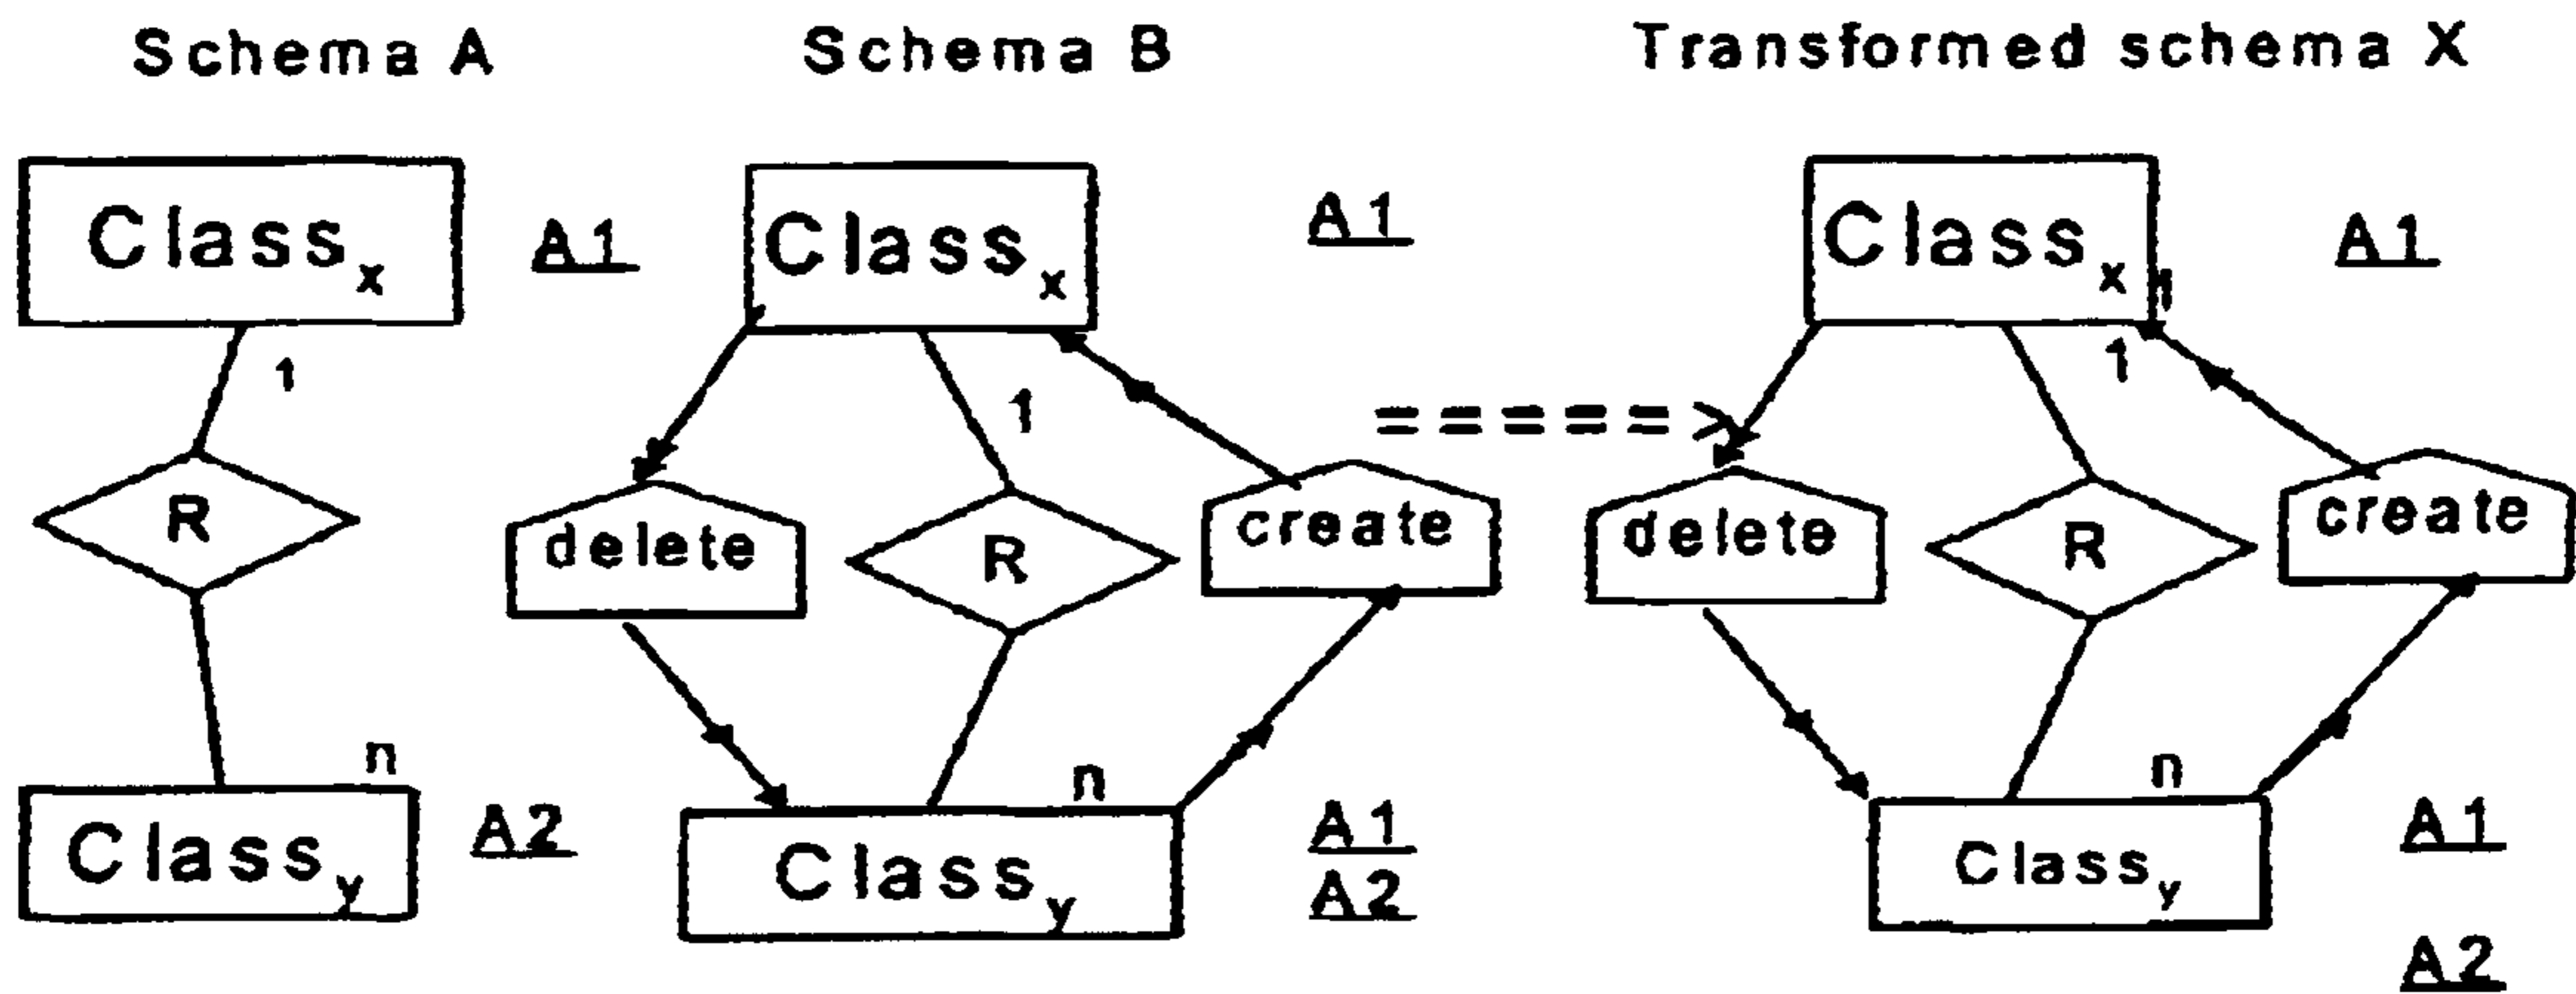 Schema A
Schema B
Transformed schema X
Class x
A1
Class x
A1
Class x
1
A1
1
1
1
= = = = = >
R
delete
R
create
delete
R
create
n
n
n
Class y
A2
Class y
A1
A2
Class y
A1
A2